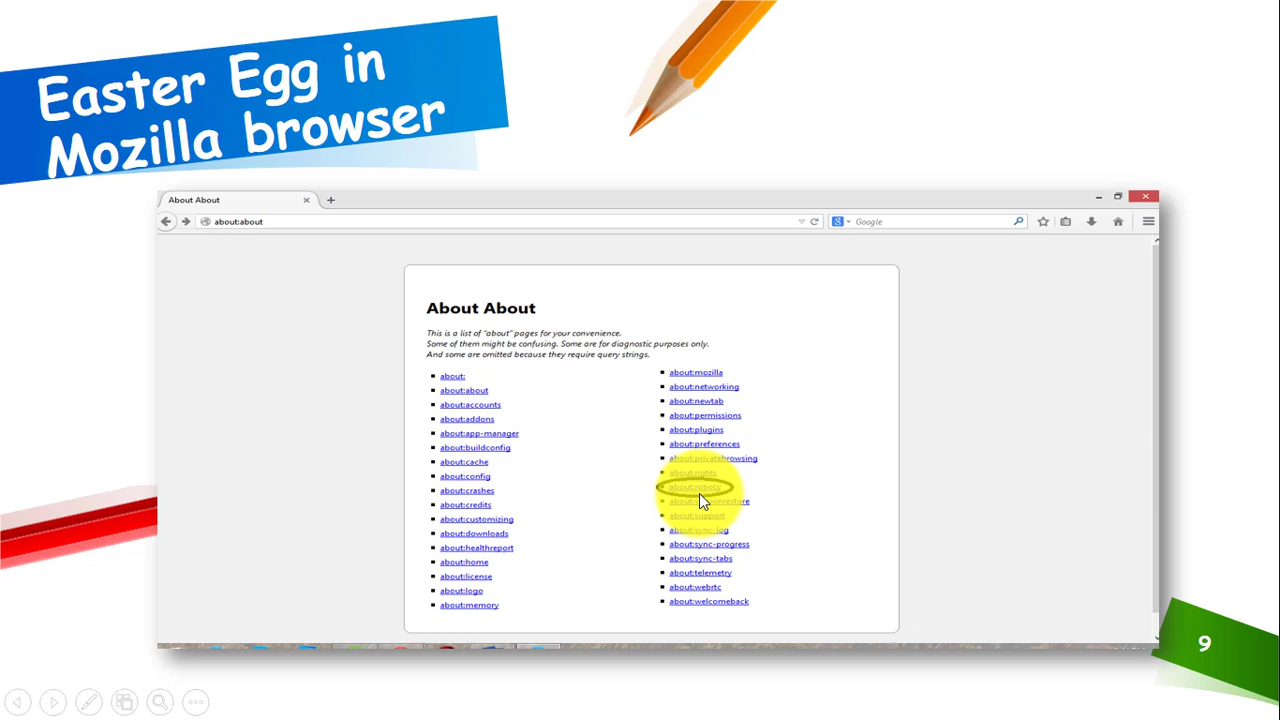 Easter Egg in
Mozilla browser
About About
about:about
Google
About About
This is a list of "about" pages for your convenience.
Some of them might be confusing. Some are for diagnostic purposes only.
And some are omitted because they require query strings.
about:
about:about
about:accounts
about:addons
about:app-manager
about:buildconfig
about:cache
about:config
about:crashes
about:credits
about:customizing
about:downloads
about:healthreport
about:home
about:license
about:logo
about:memory
about:mozilla
about:networking
about:newtab
about:permissions
about:plugins
about:preferences
about:privatebrowsing
about:rights
about:robots
about:sessionrestore
about:support
about:sync-log
about:sync-progress
about:sync-tabs
about:telemetry
about:webrtc
about:welcomeback
9